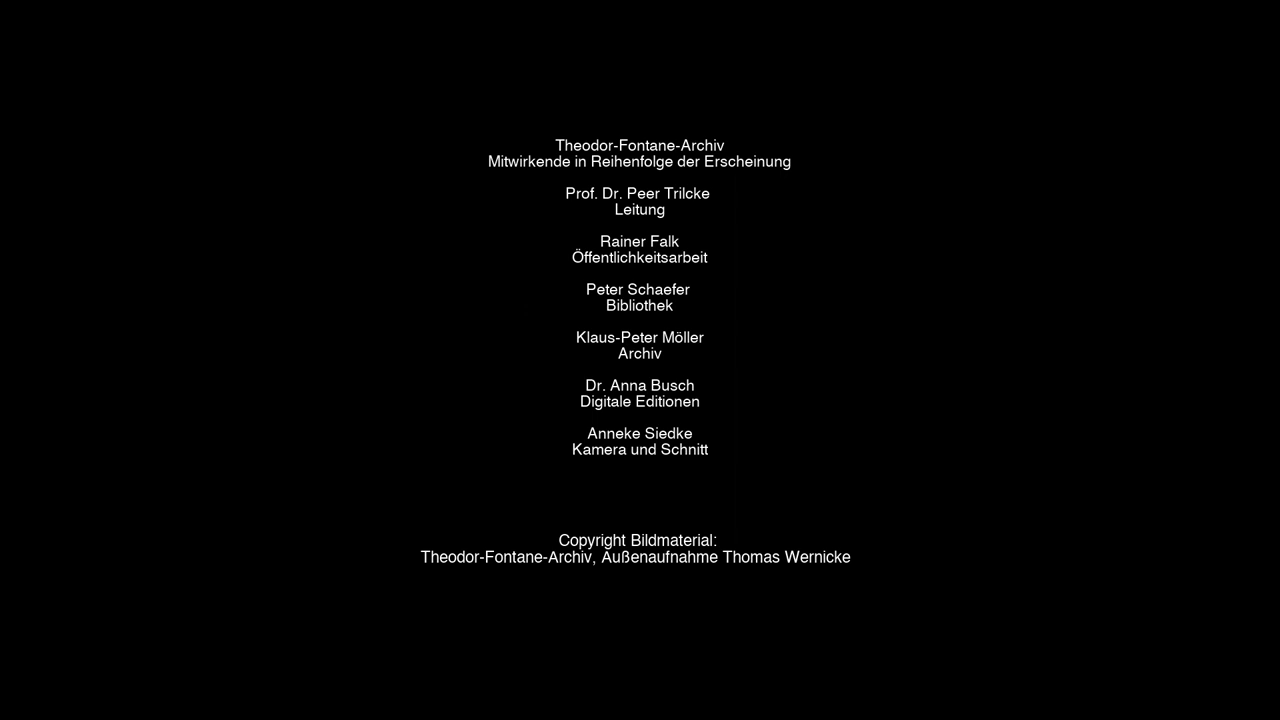 Theodor-Fontane-Archiv
Mitwirkende in Reihenfolge der Erscheinung
Prof. Dr. Peer Trilcke
Leitung
Rainer Falk
Öffentlichkeitsarbeit
Peter Schaefer
Bibliothek
Klaus-Peter Möller
Archiv
Dr. Anna Busch
Digitale Editionen
Anneke Siedke
Kamera und Schnitt
Copyright Bildmaterial:
Theodor-Fontane-Archiv, Außenaufnahme Thomas Wernicke